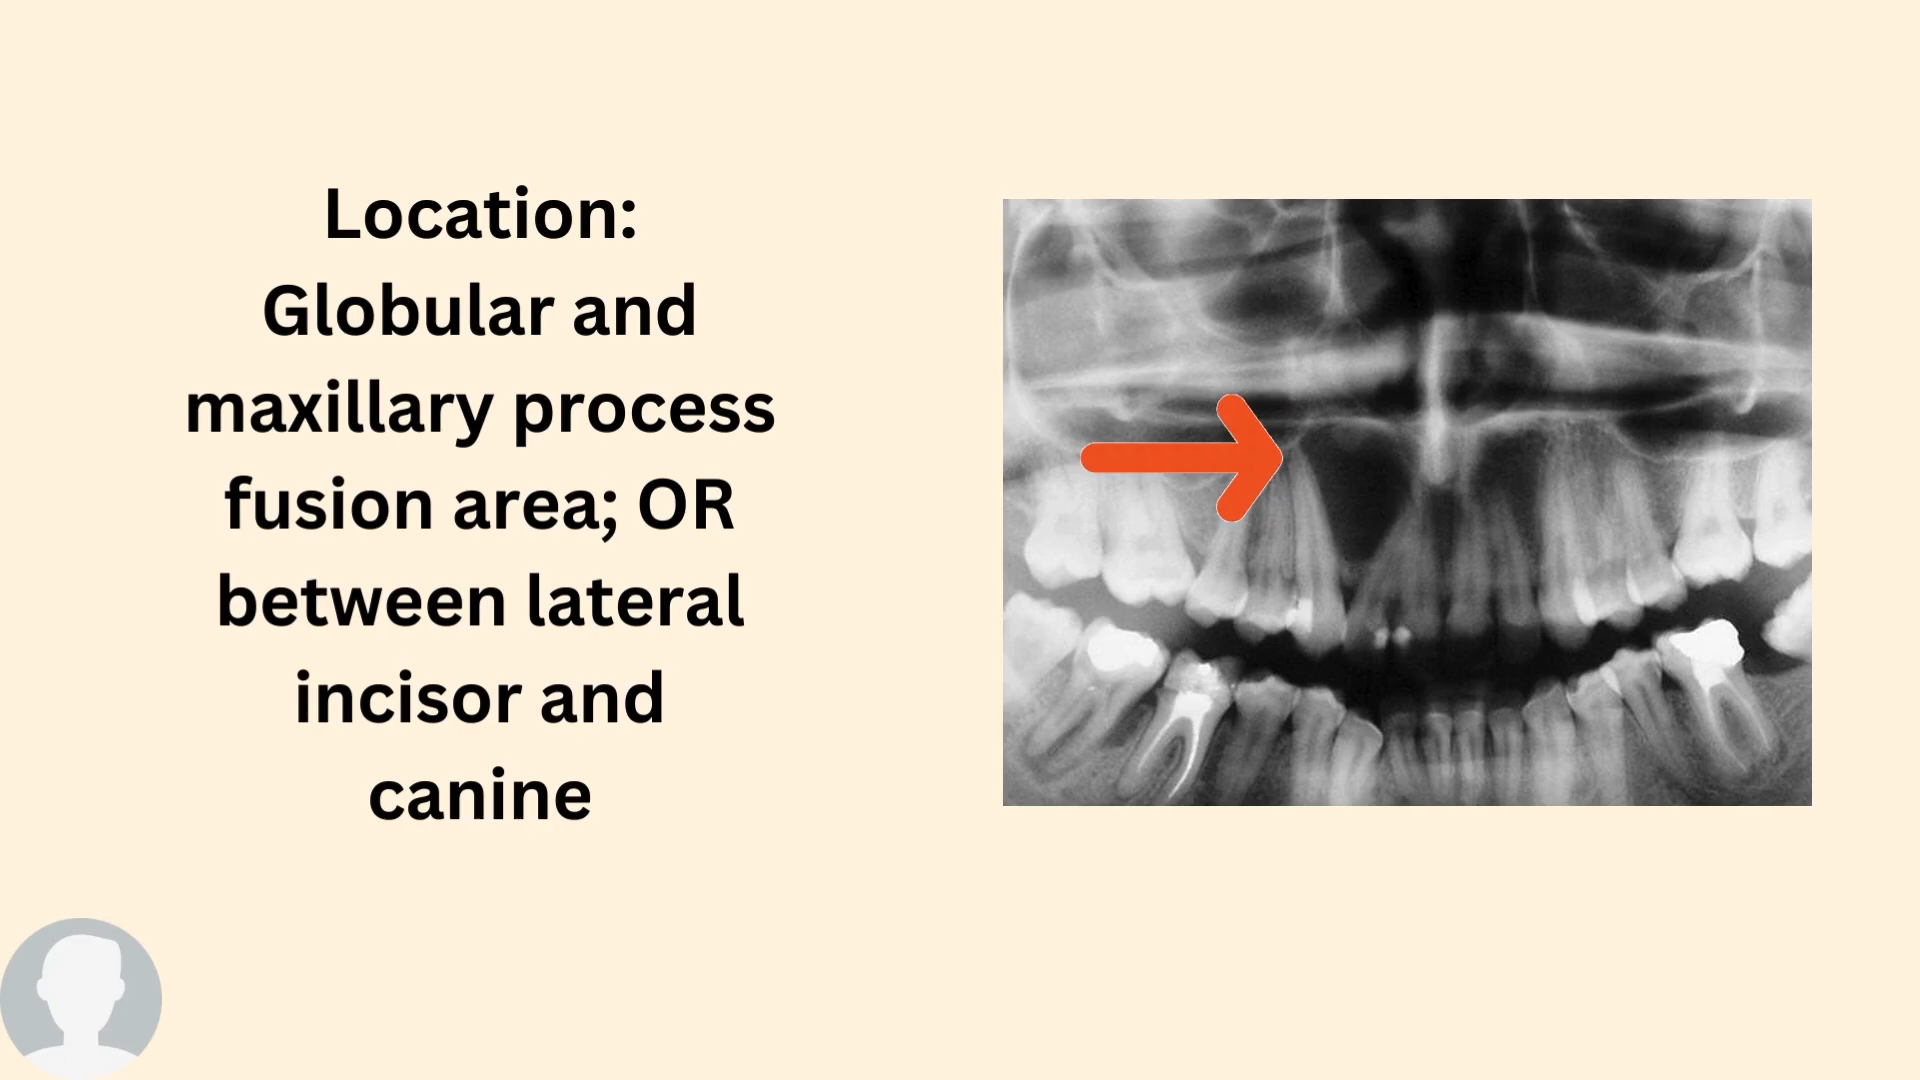 Location:
Globular and
maxillary process
fusion area; OR
between lateral
incisor and
canine